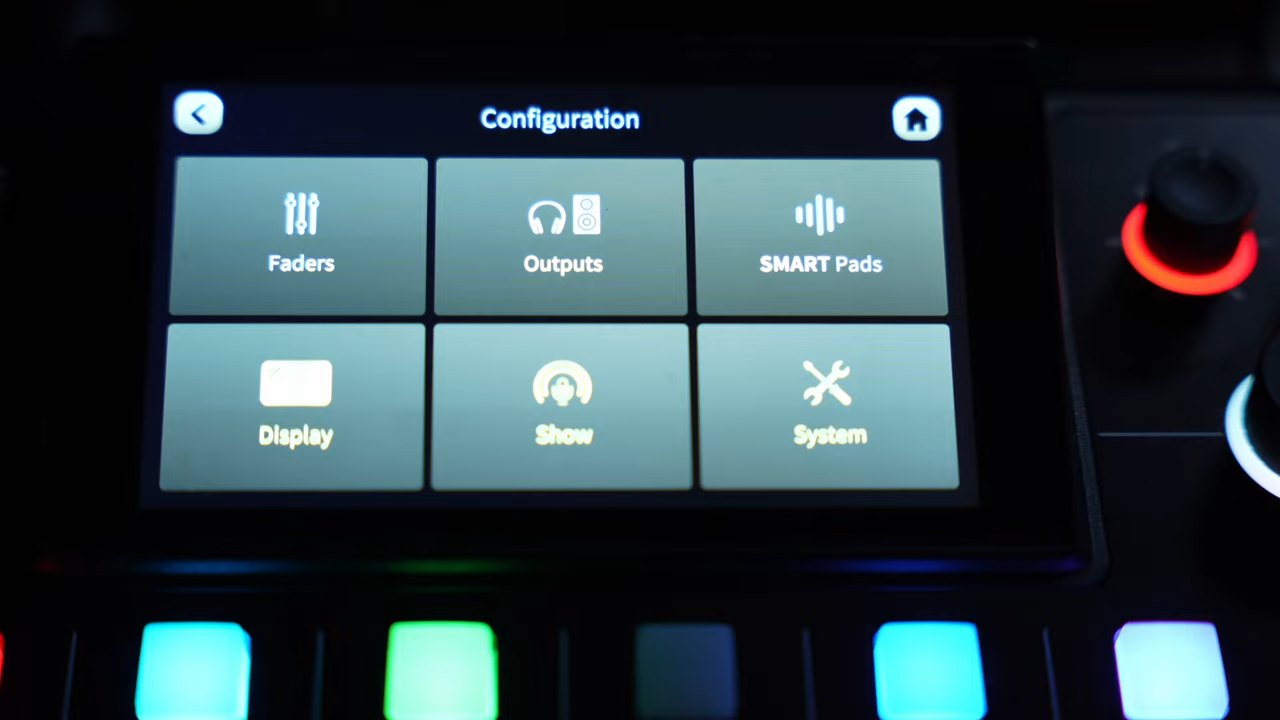 Configuration
Faders
Outputs
SMART Pads
Display
Show
System